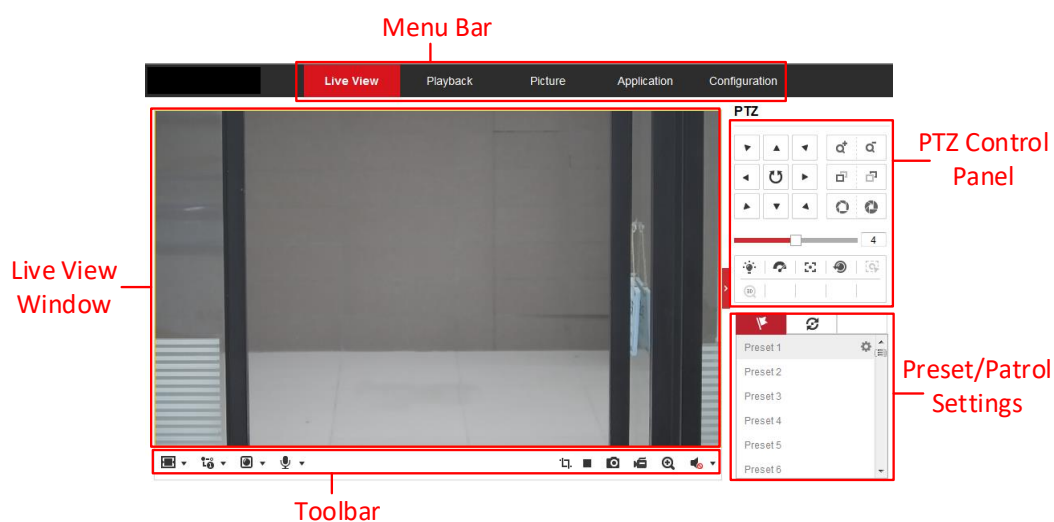 Menu Bar
Live View Playback Picture Application Configuration
PTZ
PTZ Control
Panel
4
Live View
Window
3D
Preset 1
Preset 2
Preset 3
Preset 4
Preset 5
Preset 6
Preset/Patrol
Settings
Toolbar